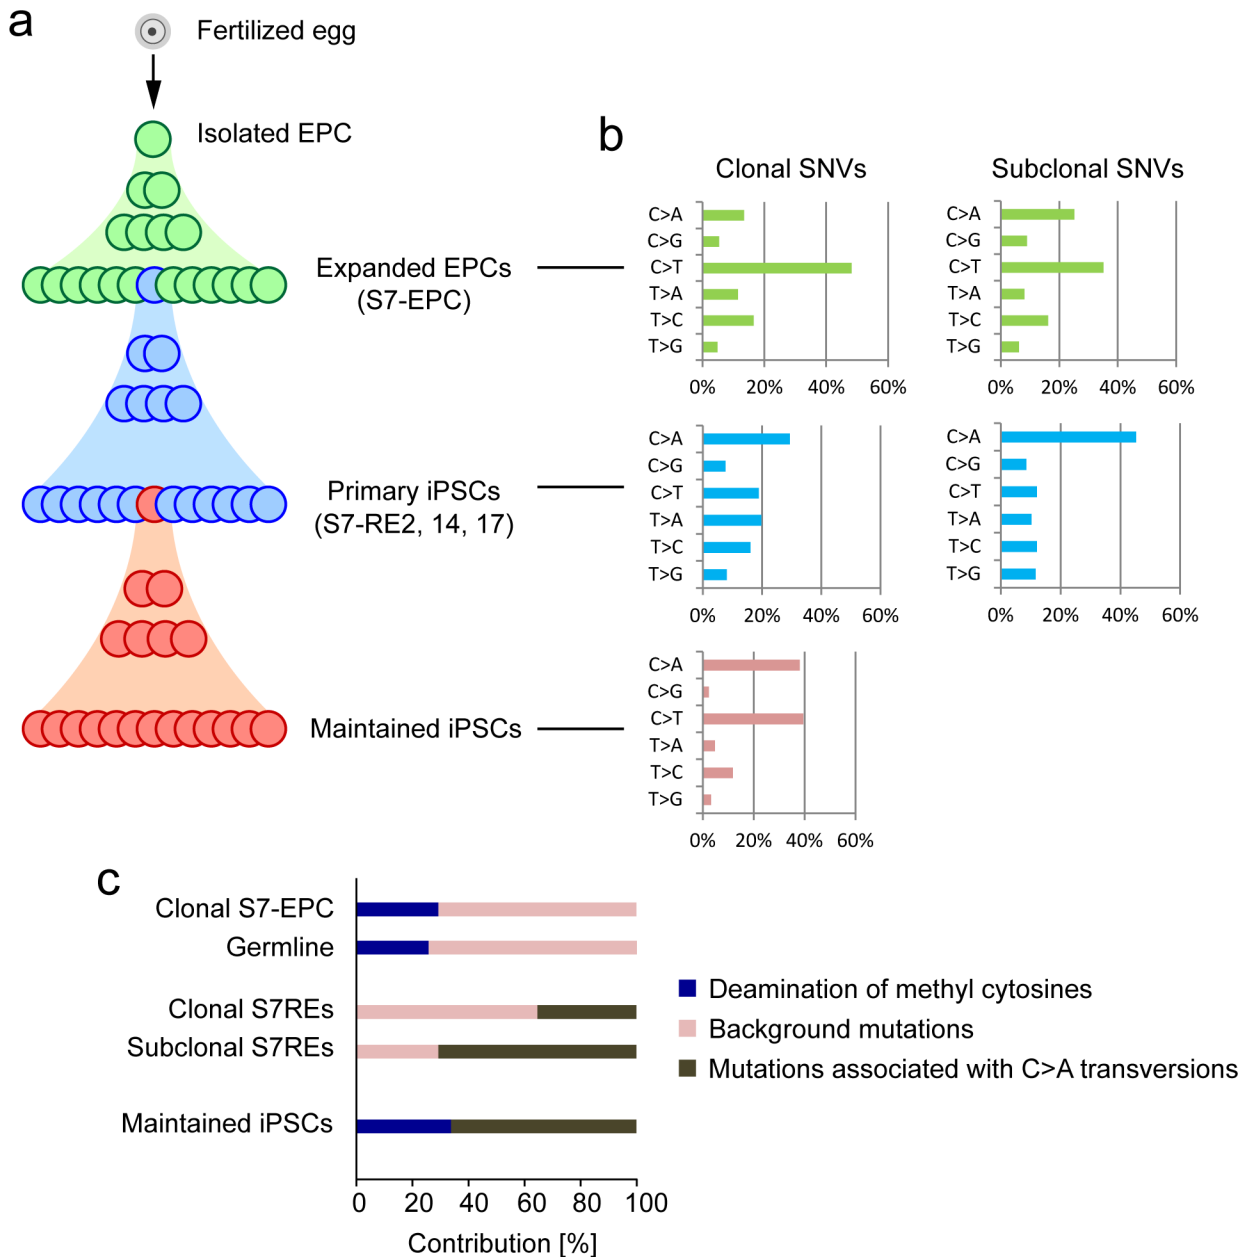 a
Fertilized egg
Isolated EPC
Expanded EPCs
(S7-EPC)
Primary iPSCs
(S7-RE2, 14, 17)
Maintained iPSCs
b
Clonal SNVs
C>A
C>G
C>T
T>A
T>C
T>G
0% 20% 40% 60%
Subclonal SNVs
C>A
C>G
C>T
T>A
T>C
T>G
0% 20% 40% 60%
C>A
C>G
C>T
T>A
T>C
T>G
0% 20% 40% 60%
C>A
C>G
C>T
T>A
T>C
T>G
0% 20% 40% 60%
C>A
C>G
C>T
T>A
T>C
T>G
0% 20% 40% 60%
c
Clonal S7-EPC
Germline
Clonal S7REs
Subclonal S7REs
Maintained iPSCs
0 20 40 60 80 100
Contribution [%]
Deamination of methyl cytosines
Background mutations
Mutations associated with C>A transversions